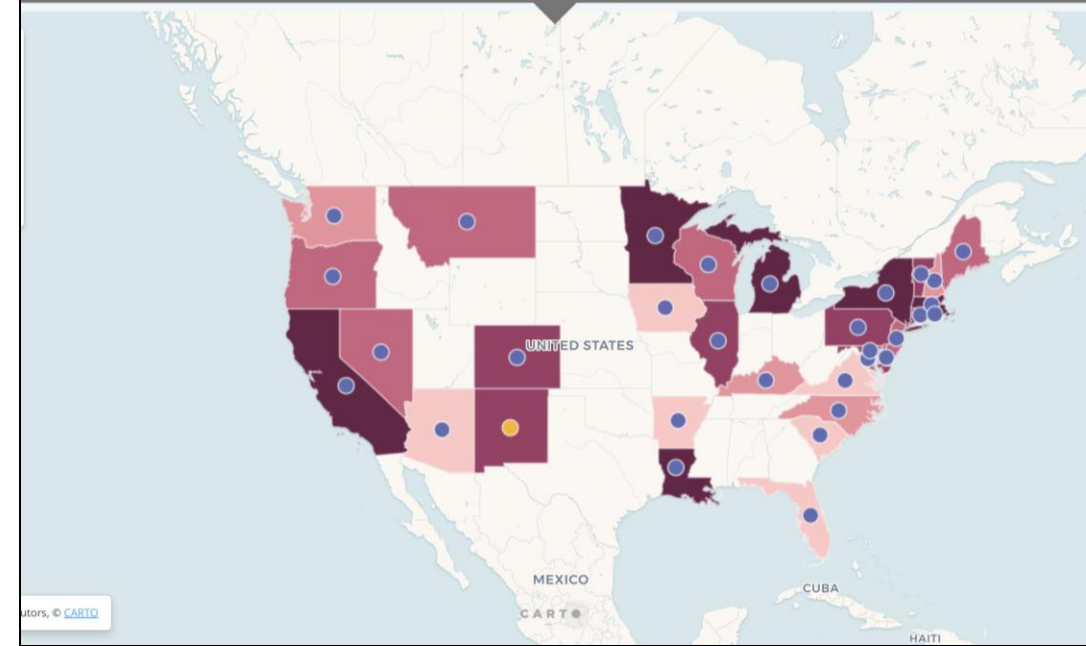 UNITED STATES
MEXICO
CUBA
utors, © CARTO
CARTO
HAITI